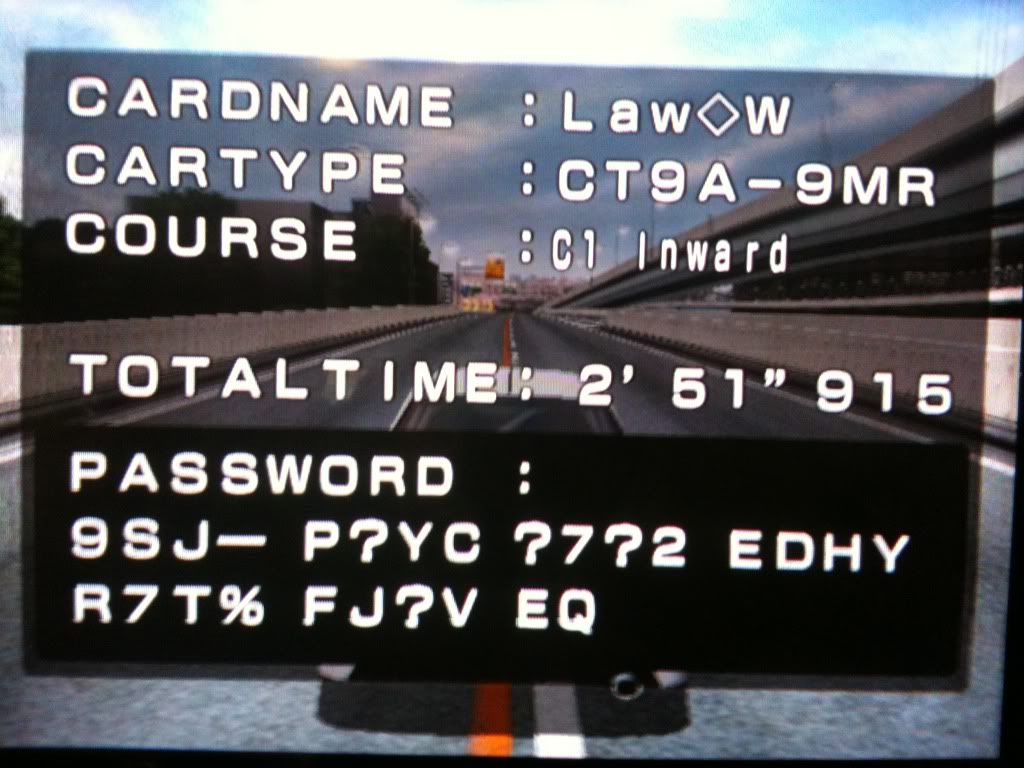 CARDNAME : Law◇W
CARTYPE : CT9A-9MR
COURSE : C1 Inward
TOTALTIME: 2' 51" 915
PASSWORD :
9SJ- P?YC ?7?2 EDHY
R7T% FJ?V EQ